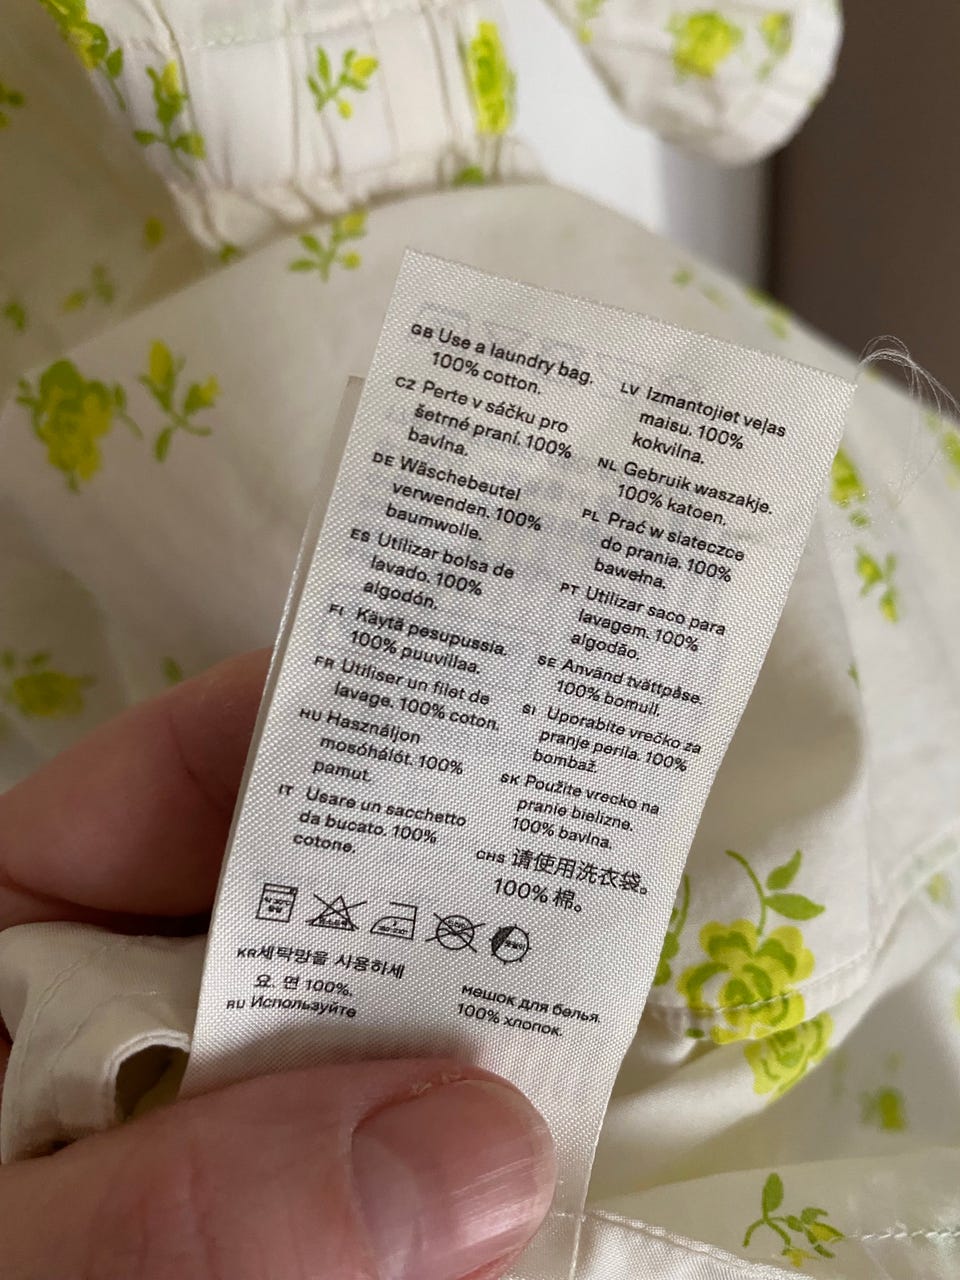 GB Use a laundry bag.
100% cotton.
CZ Perte v sáčku pro
šetrné praní. 100%
bavlna.
DE Wäschebeutel
verwenden. 100%
baumwolle.
ES Utilizar bolsa de
lavado. 100%
algodón.
FI Käytä pesupussia.
100% puuvillaa.
FR Utiliser un filet de
lavage. 100% coton.
HU Használjon
mosóhálót. 100%
pamut.
IT Usare un sacchetto
da bucato. 100%
cotone.
LV Izmantojiet veļas
maisu. 100%
kokvilna.
NL Gebruik waszakje.
100% katoen.
PL Prać w siateczce
do prania. 100%
bawełna.
PT Utilizar saco para
lavagem. 100%
algodão.
SE Använd tvättpåse.
100% bomull.
SI Uporabite vrečko za
pranje perila. 100%
bombaž.
SK Použite vrecko na
pranie bielizne.
100% bavlna.
CHS 请使用洗衣袋。
100% 棉。
KR 세탁망을 사용하세
요. 면 100%.
RU Используйте
мешок для белья.
100% хлопок.